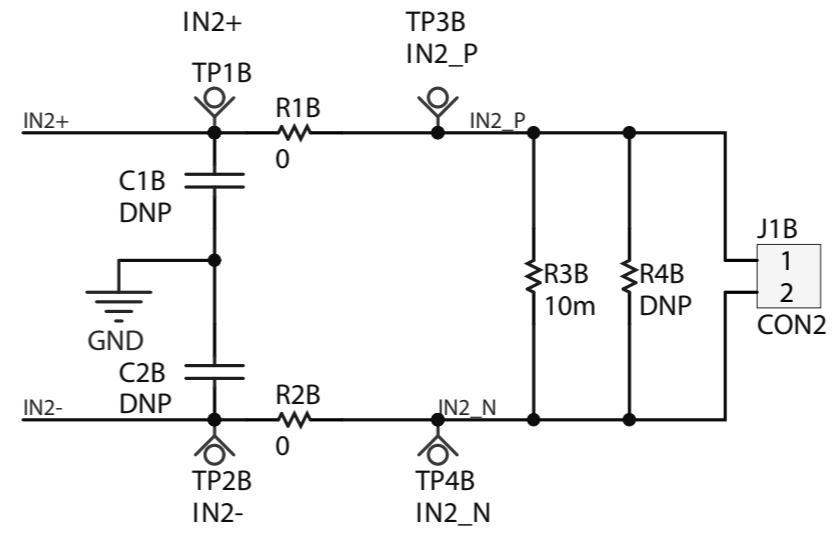 IN2+
TP3B
IN2_P
TP1B
IN2+
R1B
IN2_P
0
C1B
DNP
J1B
1
2
CON2
R3B
10m
R4B
DNP
GND
C2B
DNP
R2B
IN2-
IN2_N
0
TP2B
IN2-
TP4B
IN2_N